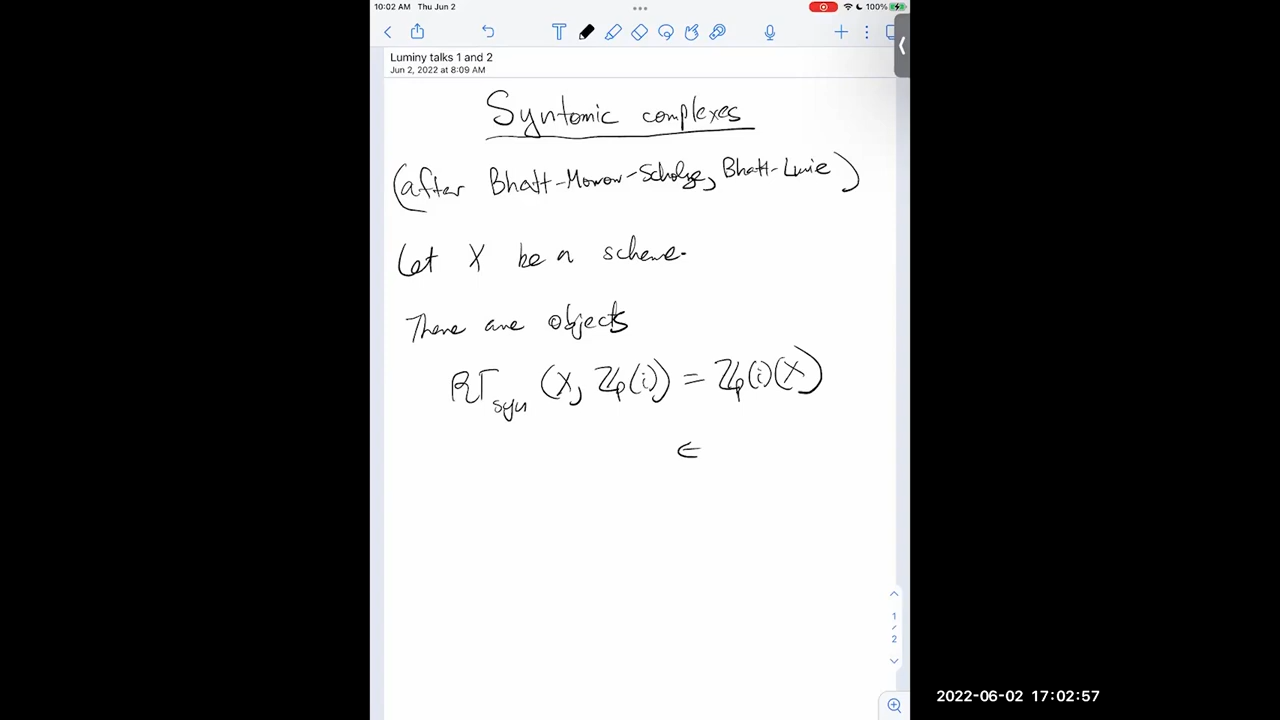 10:02 AM Thu Jun 2
100%
Luminy talks 1 and 2
Jun 2, 2022 at 8:09 AM
Syntomic complexes
(after Bhatt-Morrow-Scholze, Bhatt-Lurie)
Let X be a scheme.
There are objects
RΓ_syn (X, ℤ_p(i)) = ℤ_p(i)(X)
∈
1
/
2
2022-06-02 17:02:57